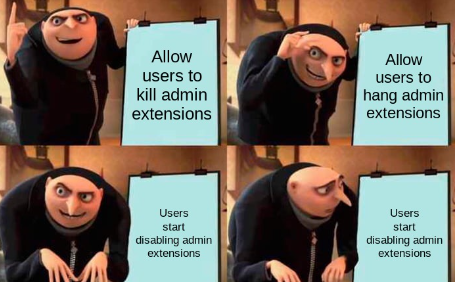 Allow
users to
kill admin
extensions
Allow
users to
hang admin
extensions
Users
start
disabling admin
extensions
Users
start
disabling admin
extensions